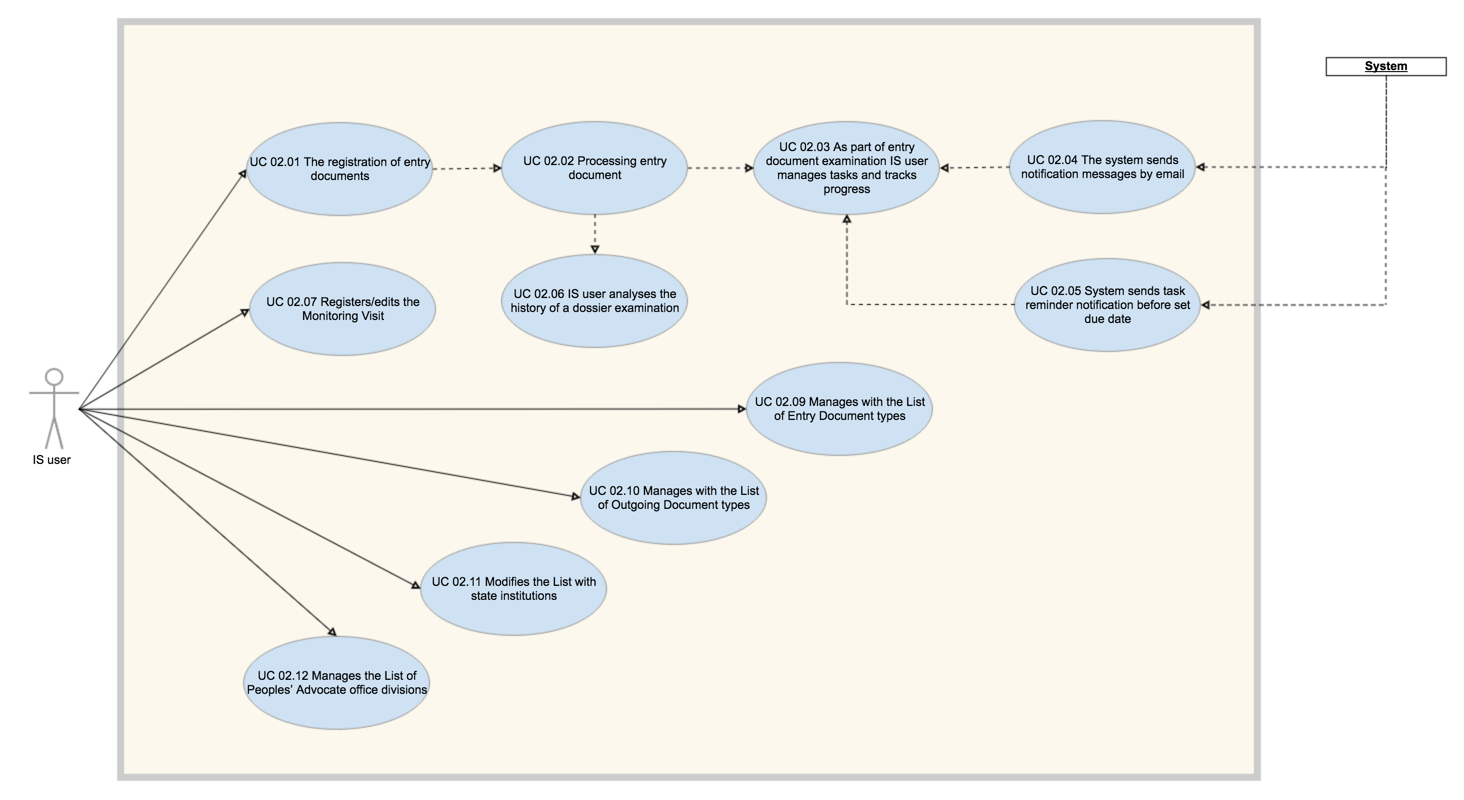 System
UC 02.01 The registration of entry
documents
UC 02.02 Processing entry
document
UC 02.03 As part of entry
document examination IS user
manages tasks and tracks
progress
UC 02.04 The system sends
notification messages by email
UC 02.07 Registers/edits the
Monitoring Visit
UC 02.06 IS user analyses the
history of a dossier examination
UC 02.05 System sends task
reminder notification before set
due date
UC 02.09 Manages with the List
of Entry Document types
IS user
UC 02.10 Manages with the List
of Outgoing Document types
UC 02.11 Modifies the List with
state institutions
UC 02.12 Manages the List of
Peoples' Advocate office divisions